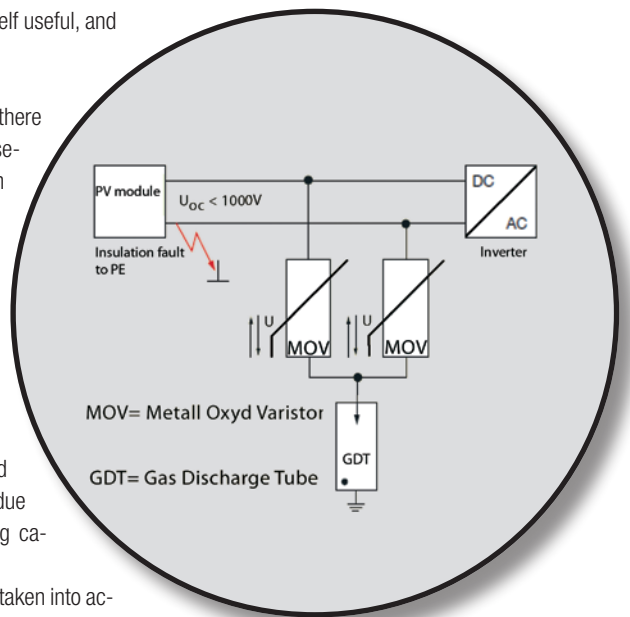 elf useful, and
there
se-
n
d
due
g ca-
taken into ac-
PV module
U_OC < 1000V
DC
AC
Inverter
Insulation fault
to PE
U
MOV
U
MOV
MOV= Metall Oxyd Varistor
GDT
GDT= Gas Discharge Tube